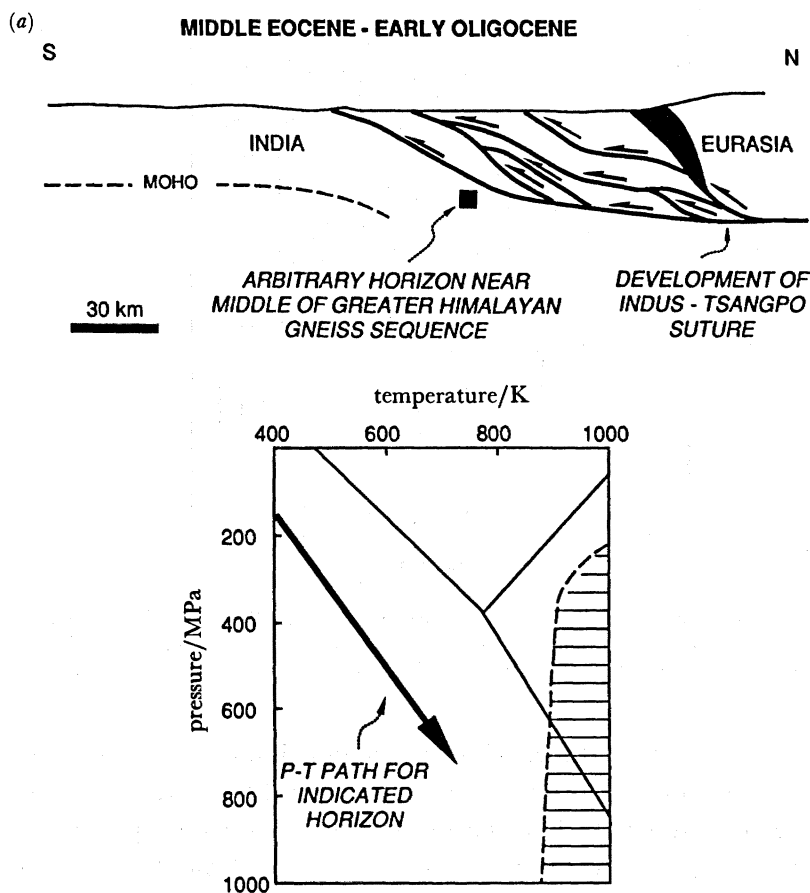 (a)
MIDDLE EOCENE - EARLY OLIGOCENE
S
N
INDIA
EURASIA
MOHO
30 km
ARBITRARY HORIZON NEAR
MIDDLE OF GREATER HIMALAYAN
GNEISS SEQUENCE
DEVELOPMENT OF
INDUS - TSANGPO
SUTURE
temperature/K
400
600
800
1000
200
400
600
800
1000
pressure/MPa
P-T PATH FOR
INDICATED
HORIZON